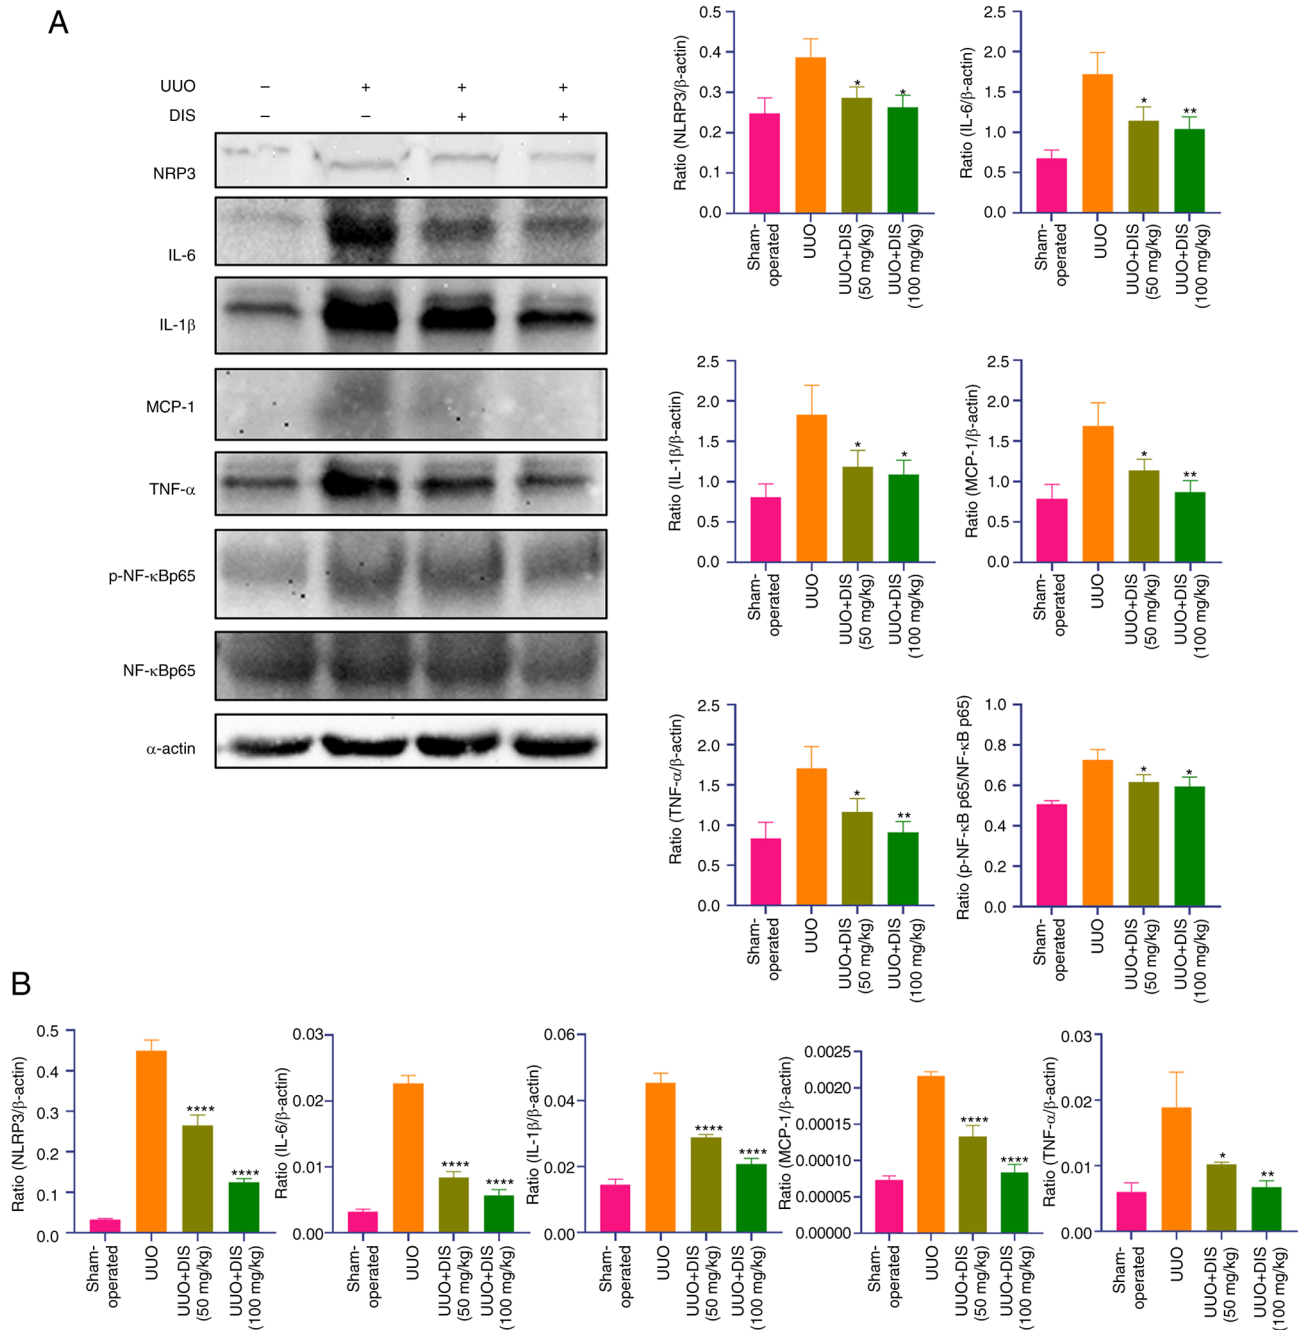 A
UUO − + + +
DIS − − + +
NRP3
IL-6
IL-1β
MCP-1
TNF-α
p-NF-κBp65
NF-κBp65
α-actin
Ratio (NLRP3/β-actin)
0.5
0.4
0.3
0.2
0.1
0.0
* *
Sham-
operated
UUO
UUO+DIS
(50 mg/kg)
UUO+DIS
(100 mg/kg)
Ratio (IL-6/β-actin)
2.5
2.0
1.5
1.0
0.5
0.0
* **
Sham-
operated
UUO
UUO+DIS
(50 mg/kg)
UUO+DIS
(100 mg/kg)
Ratio (IL-1β/β-actin)
2.5
2.0
1.5
1.0
0.5
0.0
* *
Sham-
operated
UUO
UUO+DIS
(50 mg/kg)
UUO+DIS
(100 mg/kg)
Ratio (MCP-1/β-actin)
2.5
2.0
1.5
1.0
0.5
0.0
* **
Sham-
operated
UUO
UUO+DIS
(50 mg/kg)
UUO+DIS
(100 mg/kg)
Ratio (TNF-α/β-actin)
2.5
2.0
1.5
1.0
0.5
0.0
* **
Sham-
operated
UUO
UUO+DIS
(50 mg/kg)
UUO+DIS
(100 mg/kg)
Ratio (p-NF-κB p65/NF-κB p65)
1.0
0.8
0.6
0.4
0.2
0.0
* *
Sham-
operated
UUO
UUO+DIS
(50 mg/kg)
UUO+DIS
(100 mg/kg)
B
Ratio (NLRP3/β-actin)
0.5
0.4
0.3
0.2
0.1
0.0
**** ****
Sham-
operated
UUO
UUO+DIS
(50 mg/kg)
UUO+DIS
(100 mg/kg)
Ratio (IL-6/β-actin)
0.03
0.02
0.01
0.00
**** ****
Sham-
operated
UUO
UUO+DIS
(50 mg/kg)
UUO+DIS
(100 mg/kg)
Ratio (IL-1β/β-actin)
0.06
0.04
0.02
0.00
**** ****
Sham-
operated
UUO
UUO+DIS
(50 mg/kg)
UUO+DIS
(100 mg/kg)
Ratio (MCP-1/β-actin)
0.0025
0.0020
0.0015
0.00010
0.00005
0.00000
**** ****
Sham-
operated
UUO
UUO+DIS
(50 mg/kg)
UUO+DIS
(100 mg/kg)
Ratio (TNF-α/β-actin)
0.03
0.02
0.01
0.00
* **
Sham-
operated
UUO
UUO+DIS
(50 mg/kg)
UUO+DIS
(100 mg/kg)